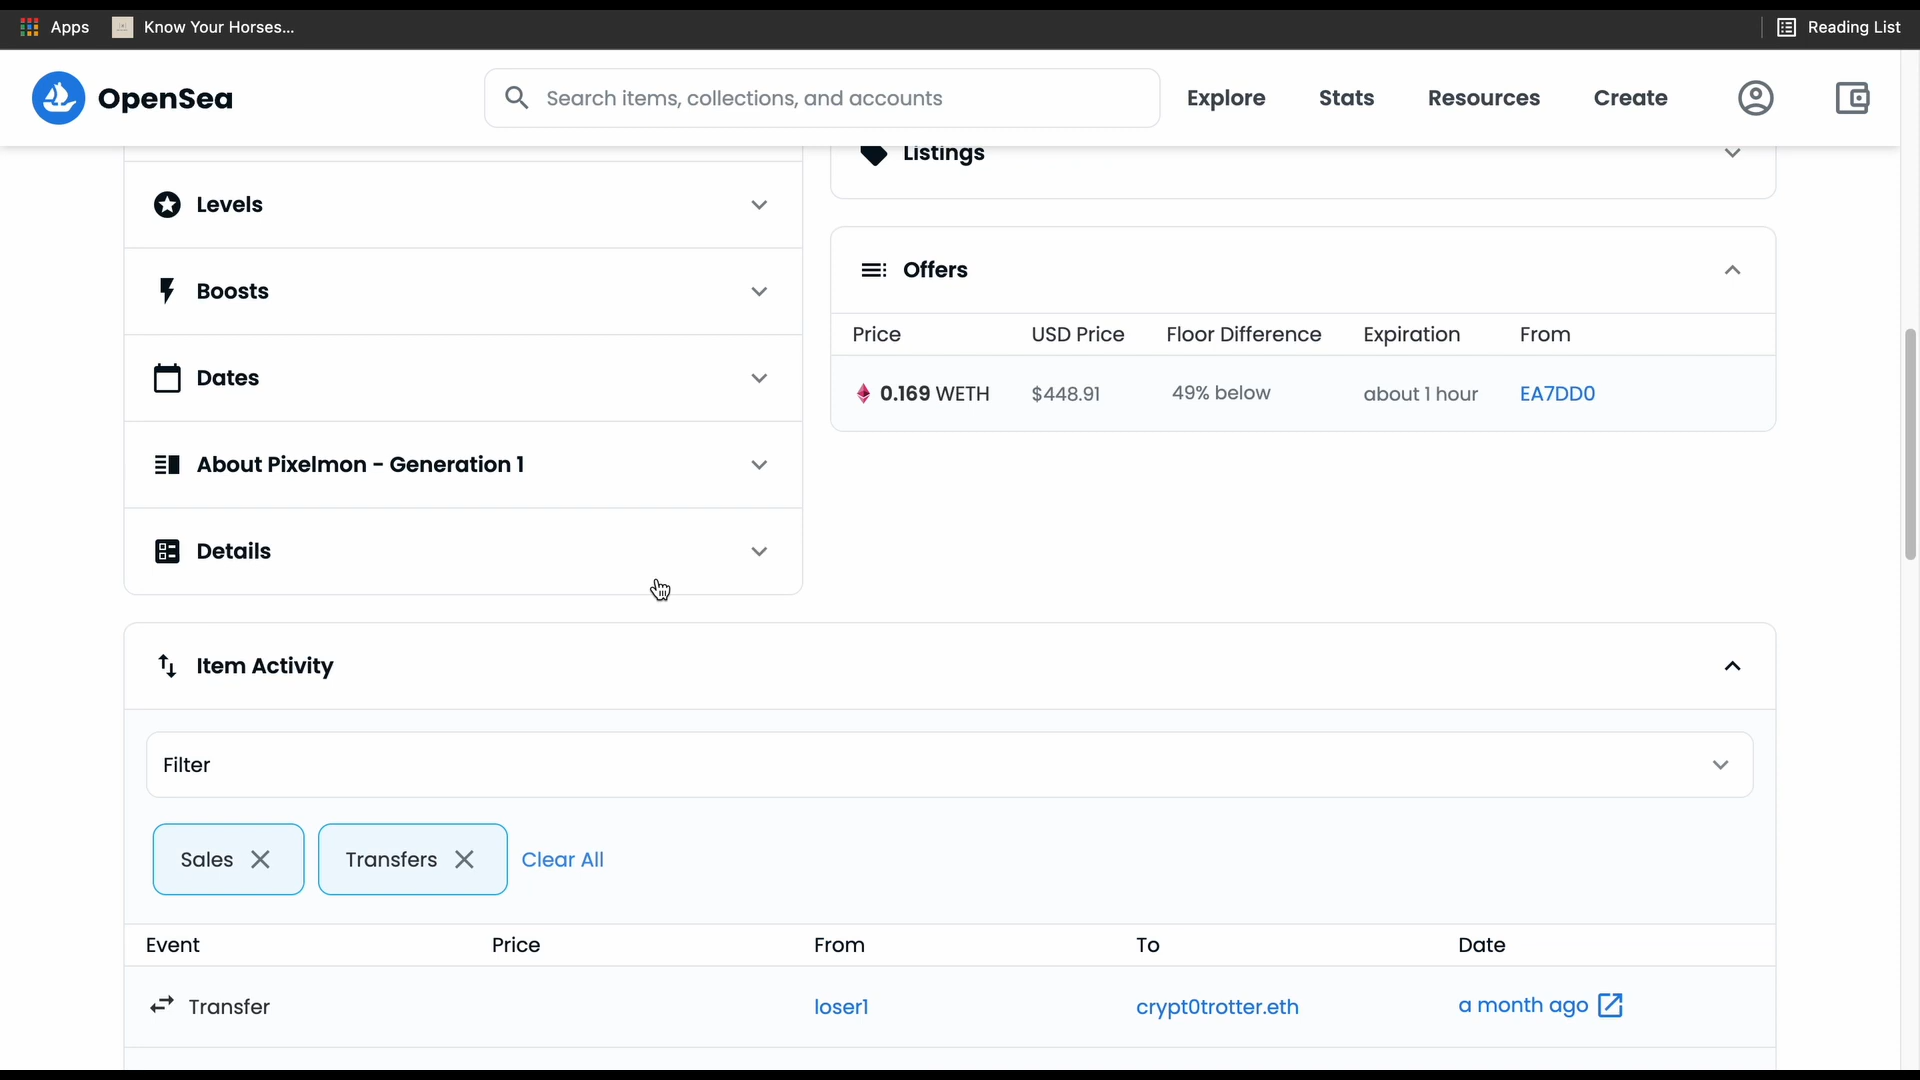 Apps
Know Your Horses...
Reading List
OpenSea
Search items, collections, and accounts
Explore
Stats
Resources
Create
Levels
Boosts
Dates
About Pixelmon - Generation 1
Details
Listings
Offers
Price USD Price Floor Difference Expiration From
0.169 WETH $448.91 49% below about 1 hour EA7DD0
Item Activity
Filter
Sales
Transfers
Clear All
Event Price From To Date
Transfer loser1 crypt0trotter.eth a month ago